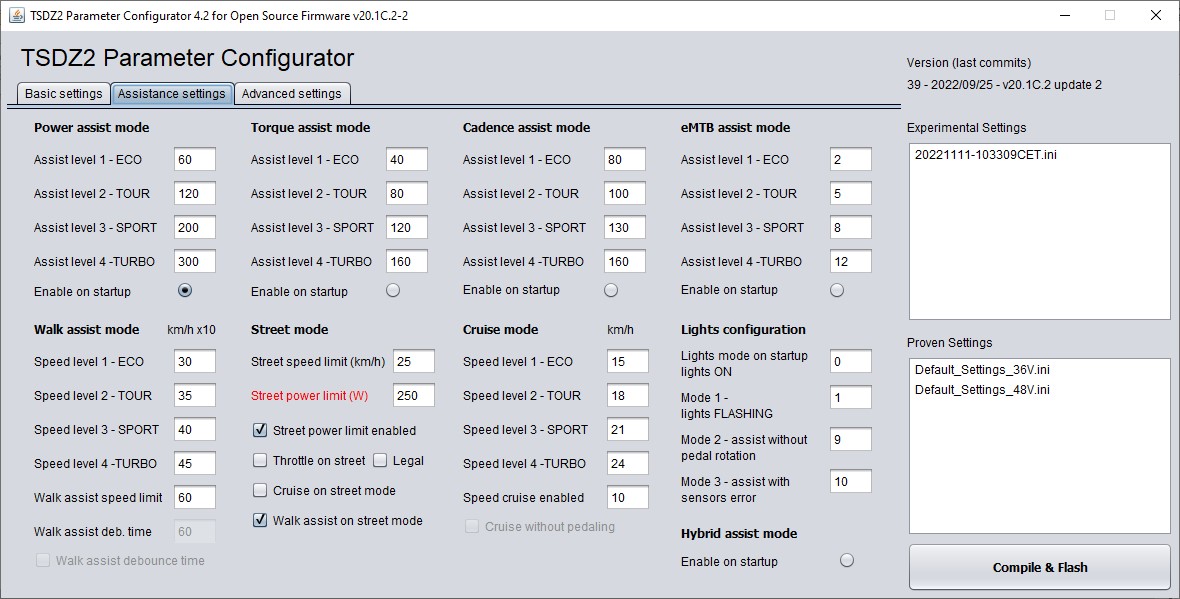 TSDZ2 Parameter Configurator 4.2 for Open Source Firmware v20.1C.2-2
TSDZ2 Parameter Configurator
Basic settings
Assistance settings
Advanced settings
Power assist mode
Assist level 1 - ECO 60
Assist level 2 - TOUR 120
Assist level 3 - SPORT 200
Assist level 4 -TURBO 300
Enable on startup
Torque assist mode
Assist level 1 - ECO 40
Assist level 2 - TOUR 80
Assist level 3 - SPORT 120
Assist level 4 -TURBO 160
Enable on startup
Cadence assist mode
Assist level 1 - ECO 80
Assist level 2 - TOUR 100
Assist level 3 - SPORT 130
Assist level 4 -TURBO 160
Enable on startup
eMTB assist mode
Assist level 1 - ECO 2
Assist level 2 - TOUR 5
Assist level 3 - SPORT 8
Assist level 4 -TURBO 12
Enable on startup
Walk assist mode km/h x10
Speed level 1 - ECO 30
Speed level 2 - TOUR 35
Speed level 3 - SPORT 40
Speed level 4 -TURBO 45
Walk assist speed limit 60
Walk assist deb. time 60
Walk assist debounce time
Street mode
Street speed limit (km/h) 25
Street power limit (W) 250
Street power limit enabled
Throttle on street Legal
Cruise on street mode
Walk assist on street mode
Cruise mode km/h
Speed level 1 - ECO 15
Speed level 2 - TOUR 18
Speed level 3 - SPORT 21
Speed level 4 -TURBO 24
Speed cruise enabled 10
Cruise without pedaling
Lights configuration
Lights mode on startup
lights ON 0
Mode 1 -
lights FLASHING 1
Mode 2 - assist without
pedal rotation 9
Mode 3 - assist with
sensors error 10
Hybrid assist mode
Enable on startup
Version (last commits)
39 - 2022/09/25 - v20.1C.2 update 2
Experimental Settings
20221111-103309CET.ini
Proven Settings
Default_Settings_36V.ini
Default_Settings_48V.ini
Compile & Flash